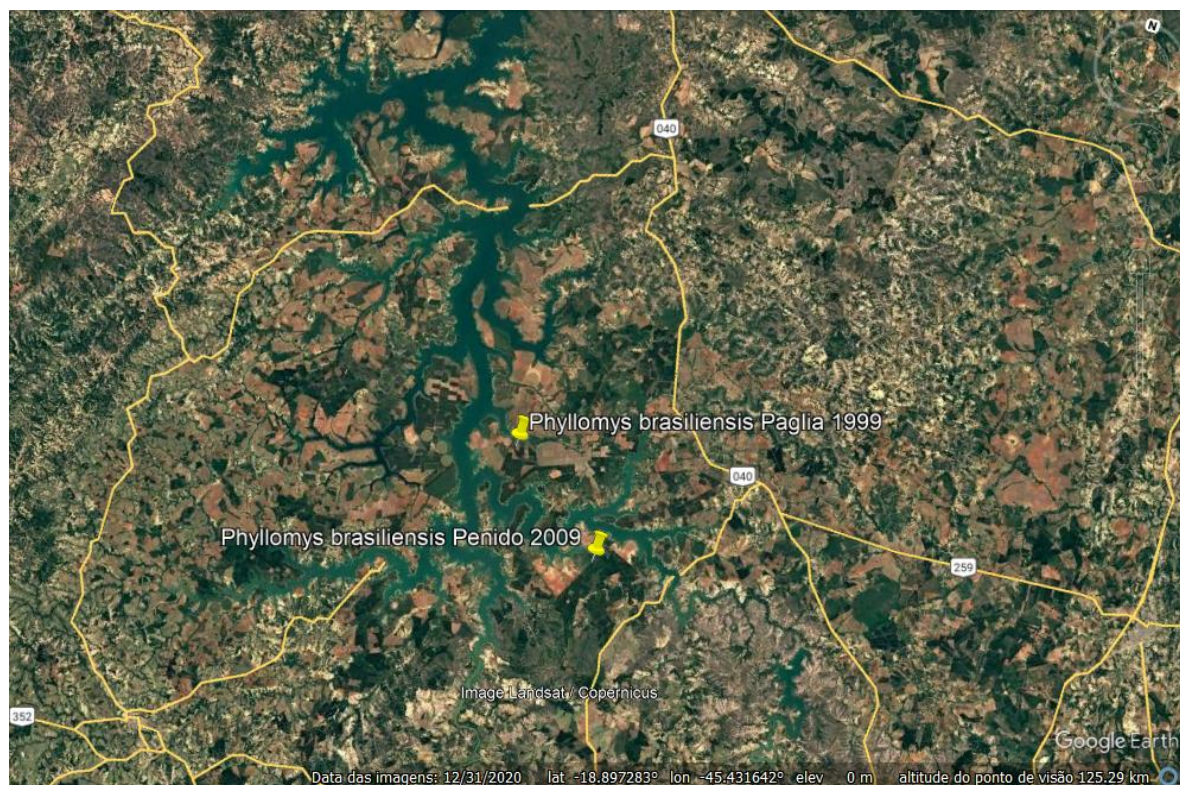 N
040
Phyllomys brasiliensis Paglia 1999
040
Phyllomys brasiliensis Penido 2009
259
Image Landsat / Copernicus
352
Google Earth
Data das imagens: 12/31/2020 lat -18.897283° lon -45.431642° elev 0 m altitude do ponto de visão 125.29 km